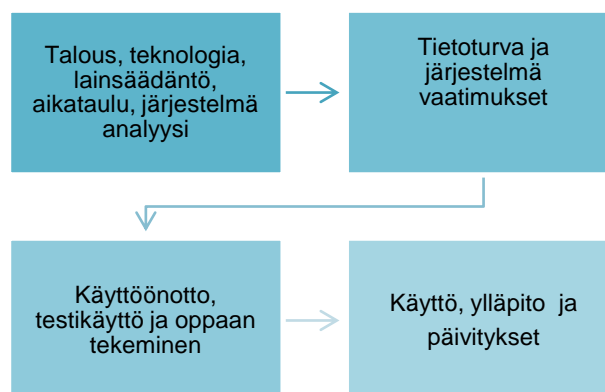 Talous, teknologia,
lainsäädäntö,
aikataulu, järjestelmä
analyysi
Tietoturva ja
järjestelmä
vaatimukset
Käyttöönotto,
testikäyttö ja oppaan
tekeminen
Käyttö, ylläpito ja
päivitykset